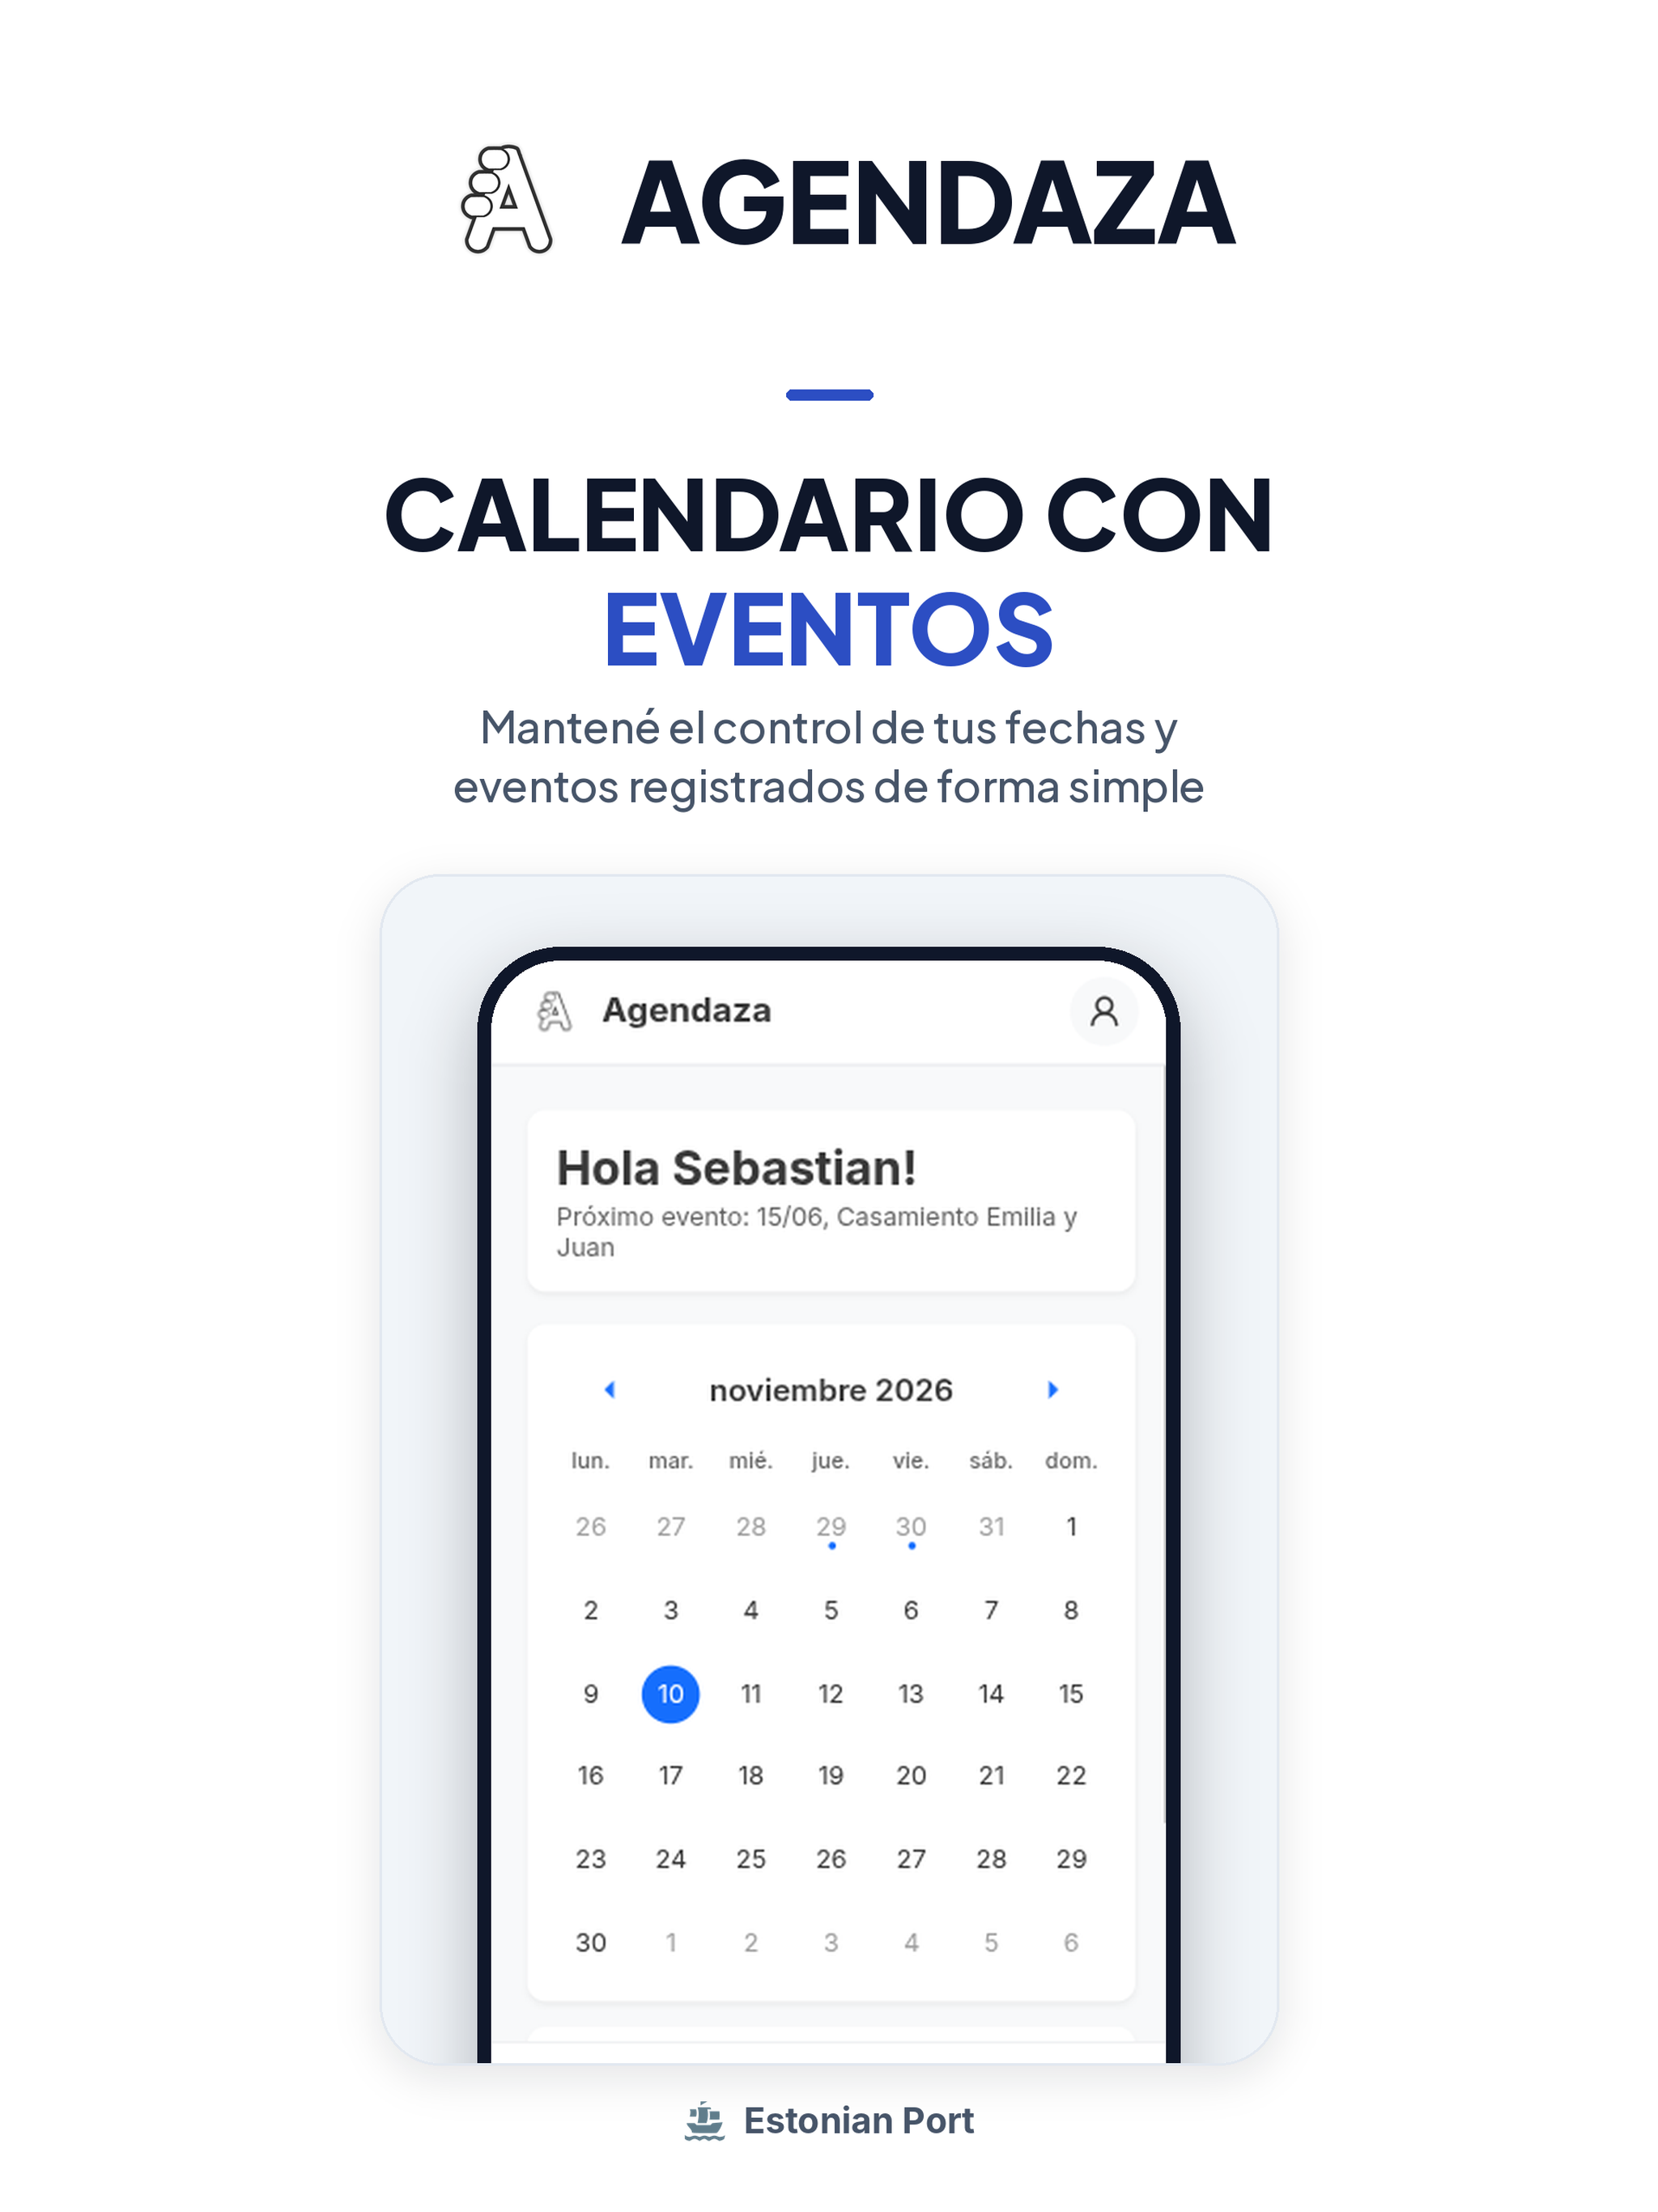 A AGENDAZA
CALENDARIO CON
EVENTOS
Mantené el control de tus fechas y
eventos registrados de forma simple
A Agendaza
Hola Sebastian!
Próximo evento: 15/06, Casamiento Emilia y
Juan
noviembre 2026
lun. mar. mié. jue. vie. sáb. dom.
26 27 28 29 30 31 1
2 3 4 5 6 7 8
9 10 11 12 13 14 15
16 17 18 19 20 21 22
23 24 25 26 27 28 29
30 1 2 3 4 5 6
Estonian Port